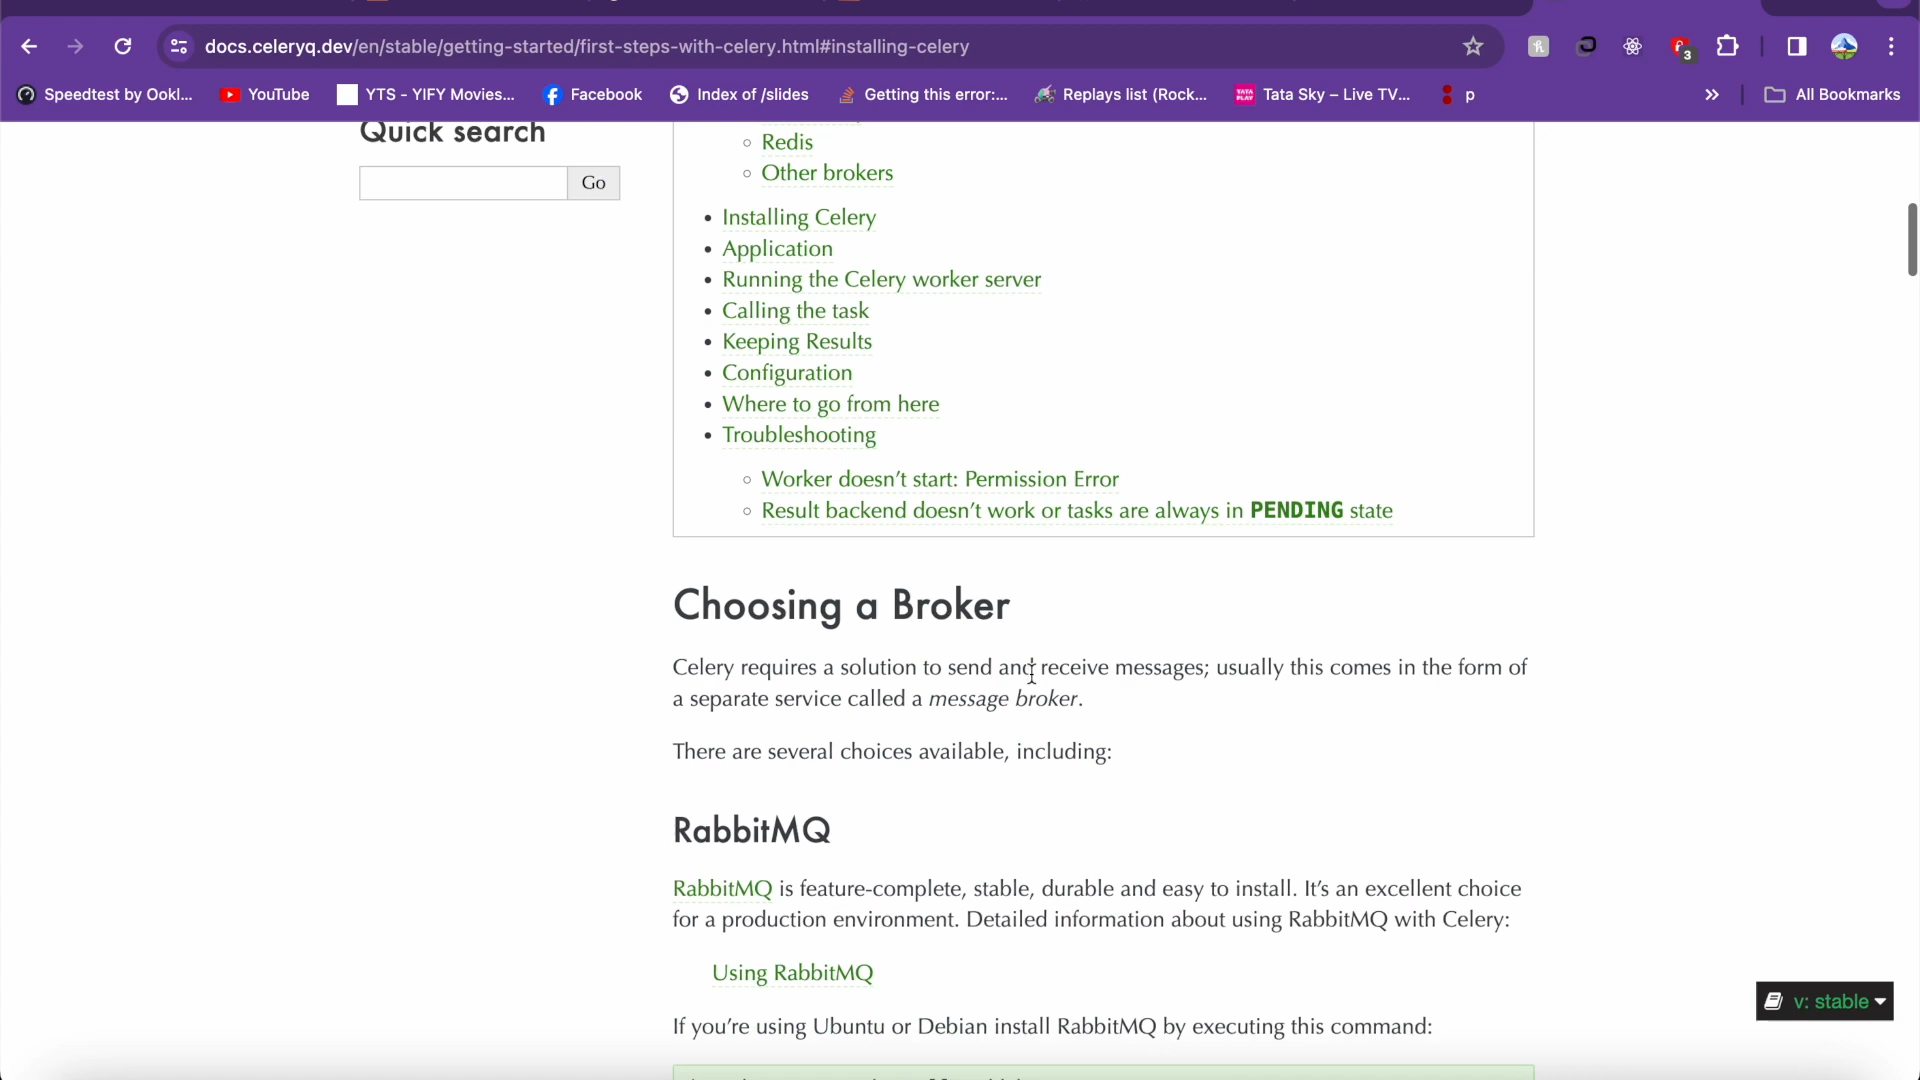 docs.celeryq.dev/en/stable/getting-started/first-steps-with-celery.html#installing-celery
3
Speedtest by Ookl... YouTube YTS - YIFY Movies... Facebook Index of /slides Getting this error:... Replays list (Rock... Tata Sky – Live TV... p » All Bookmarks
Quick search
Go
Redis
Other brokers
Installing Celery
Application
Running the Celery worker server
Calling the task
Keeping Results
Configuration
Where to go from here
Troubleshooting
Worker doesn’t start: Permission Error
Result backend doesn’t work or tasks are always in PENDING state
Choosing a Broker
Celery requires a solution to send and receive messages; usually this comes in the form of
a separate service called a message broker.
There are several choices available, including:
RabbitMQ
RabbitMQ is feature-complete, stable, durable and easy to install. It’s an excellent choice
for a production environment. Detailed information about using RabbitMQ with Celery:
Using RabbitMQ
If you’re using Ubuntu or Debian install RabbitMQ by executing this command:
v: stable